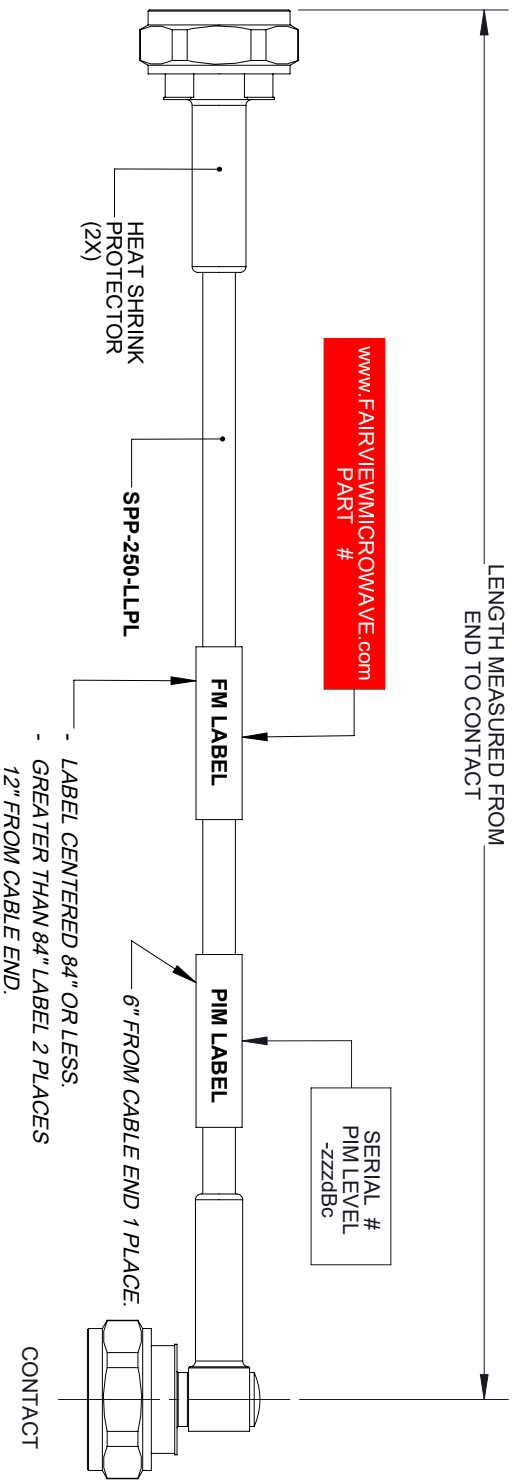 LENGTH MEASURED FROM
END TO CONTACT
www.FAIRVIEWMICROWAVE.com
PART #
SERIAL #
PIM LEVEL
-zzzdBc
FM LABEL
PIM LABEL
HEAT SHRINK
PROTECTOR
(2X)
SPP-250-LLPL
- LABEL CENTERED 84" OR LESS.
- GREATER THAN 84" LABEL 2 PLACES
12" FROM CABLE END.
6" FROM CABLE END 1 PLACE.
CONTACT